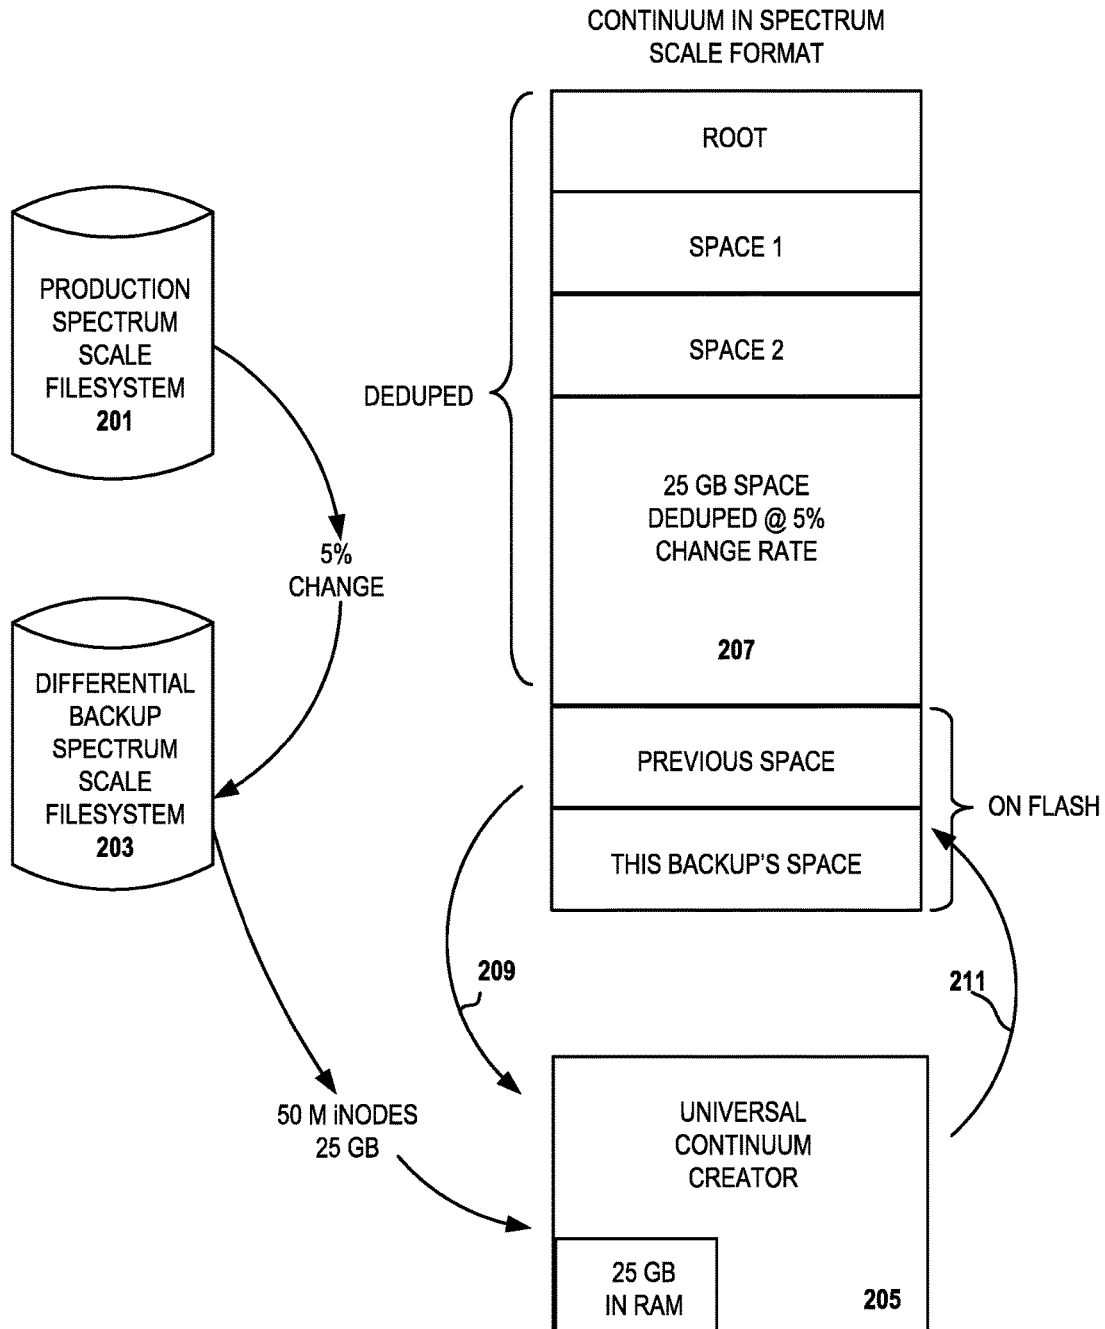 CONTINUUM IN SPECTRUM
SCALE FORMAT
ROOT
SPACE 1
SPACE 2
DEDUPED
25 GB SPACE
DEDUPED @ 5%
CHANGE RATE
207
PREVIOUS SPACE
THIS BACKUP'S SPACE
ON FLASH
PRODUCTION
SPECTRUM
SCALE
FILESYSTEM
201
5%
CHANGE
DIFFERENTIAL
BACKUP
SPECTRUM
SCALE
FILESYSTEM
203
209
211
50 M iNODES
25 GB
UNIVERSAL
CONTINUUM
CREATOR
25 GB
IN RAM
205